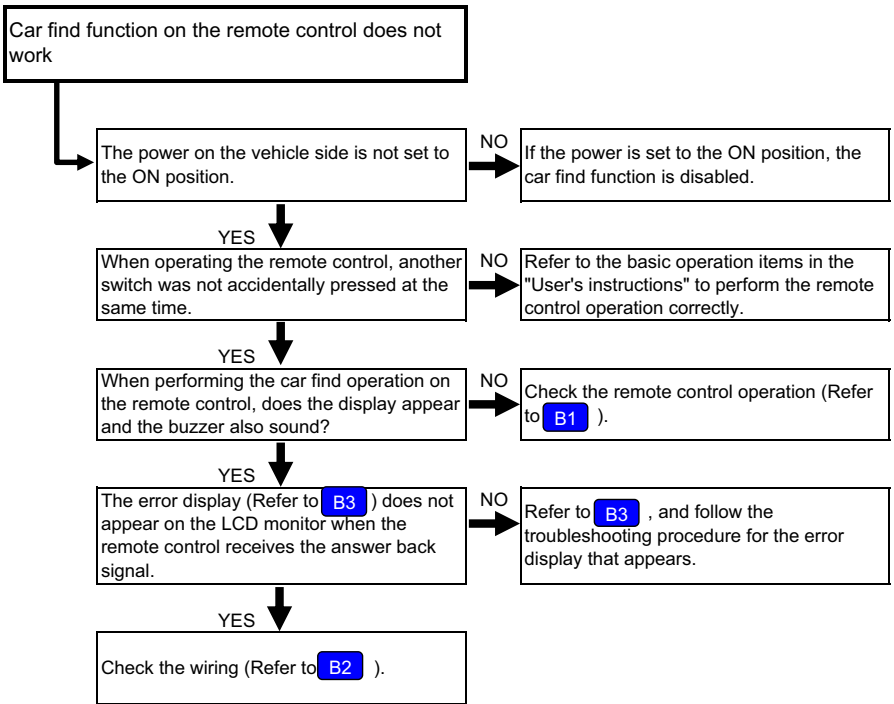 Car find function on the remote control does not
work
The power on the vehicle side is not set to
the ON position.
NO
If the power is set to the ON position, the
car find function is disabled.
YES
When operating the remote control, another
switch was not accidentally pressed at the
same time.
NO
Refer to the basic operation items in the
"User's instructions" to perform the remote
control operation correctly.
YES
When performing the car find operation on
the remote control, does the display appear
and the buzzer also sound?
NO
Check the remote control operation (Refer
to B1 ).
YES
The error display (Refer to B3 ) does not
appear on the LCD monitor when the
remote control receives the answer back
signal.
NO
Refer to B3 , and follow the
troubleshooting procedure for the error
display that appears.
YES
Check the wiring (Refer to B2 ).